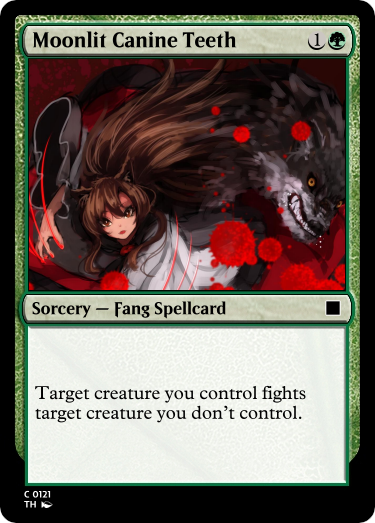 Moonlit Canine Teeth 1
Sorcery — Fang Spellcard
Target creature you control fights
target creature you don't control.
C 0121
TH